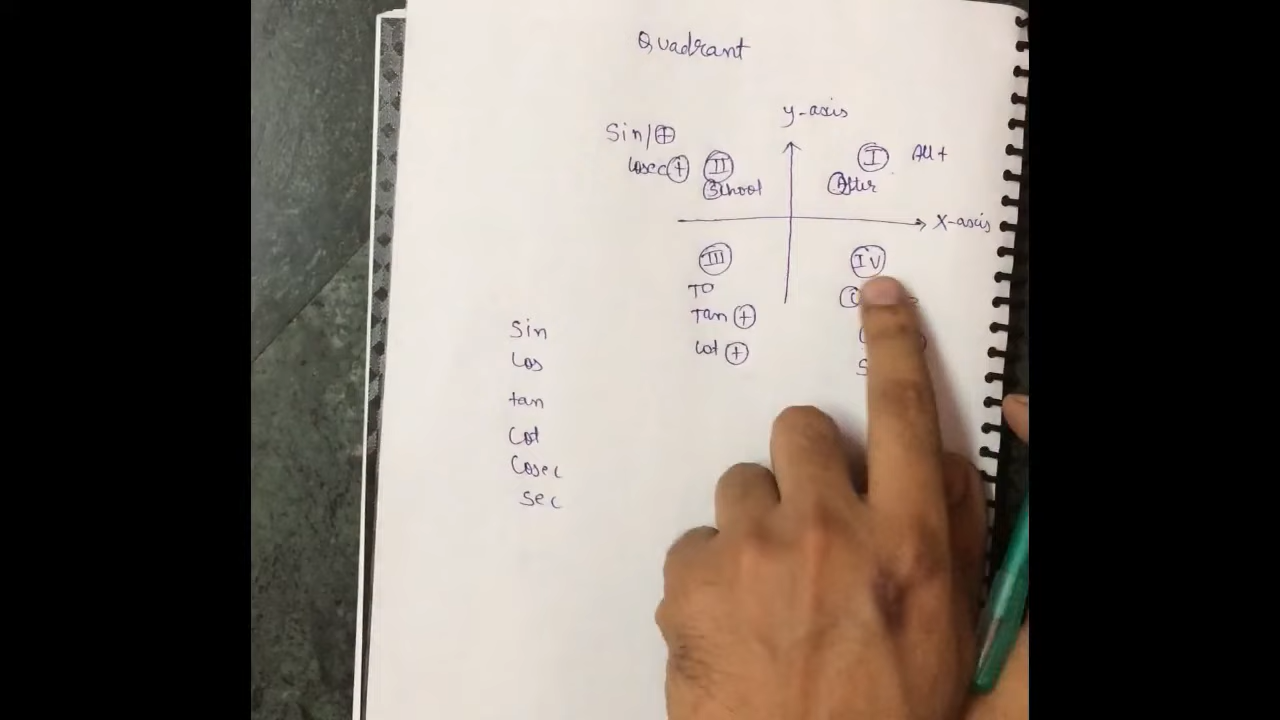 Quadrant
y-axis
Sin/+
Cosec +
II
School
I
All +
After
X-axis
III
To
Tan +
Cot +
IV
Sin
Cos
tan
Cot
Cosec
Sec